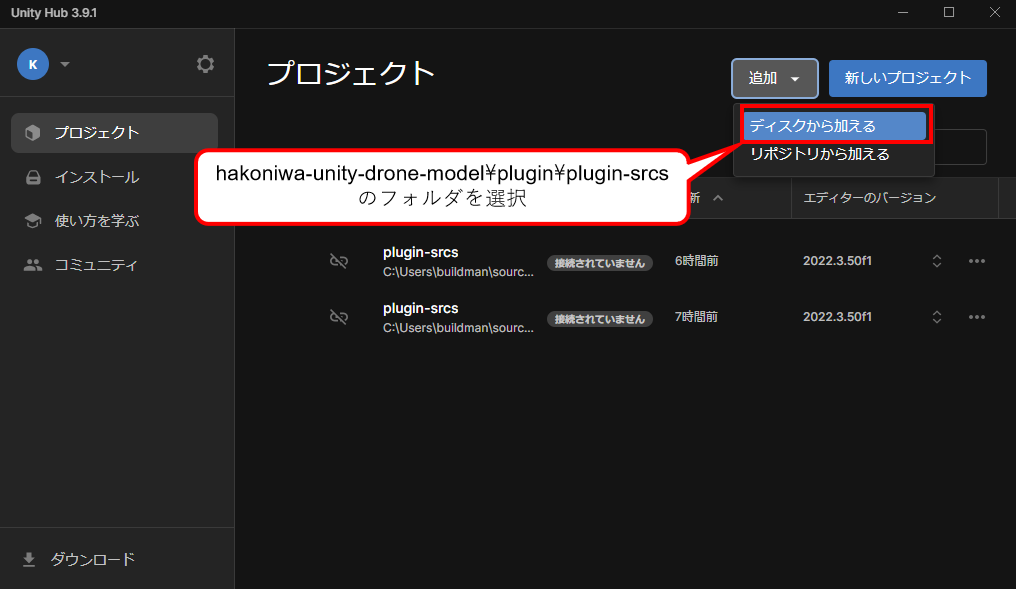 Unity Hub 3.9.1
K
プロジェクト
インストール
使い方を学ぶ
コミュニティ
ダウンロード
プロジェクト
追加
新しいプロジェクト
ディスクから加える
リポジトリから加える
hakoniwa-unity-drone-model¥plugin¥plugin-srcs
のフォルダを選択
新
エディターのバージョン
plugin-srcs
C:\Users\buildman\sourc...
接続されていません
6時間前
2022.3.50f1
plugin-srcs
C:\Users\buildman\sourc...
接続されていません
7時間前
2022.3.50f1